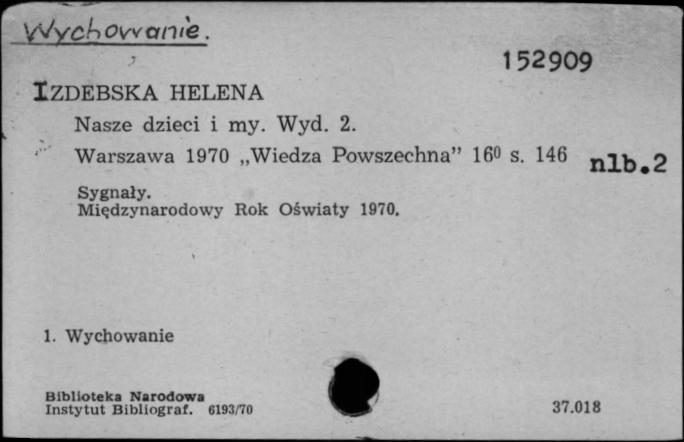 Wychowanie.
152909
IZDEBSKA HELENA
Nasze dzieci i my. Wyd. 2.
Warszawa 1970 „Wiedza Powszechna” 16⁰ s. 146 nlb.2
Sygnały.
Międzynarodowy Rok Oświaty 1970.
1. Wychowanie
Biblioteka Narodowa
Instytut Bibliograf. 6193/70
37.018